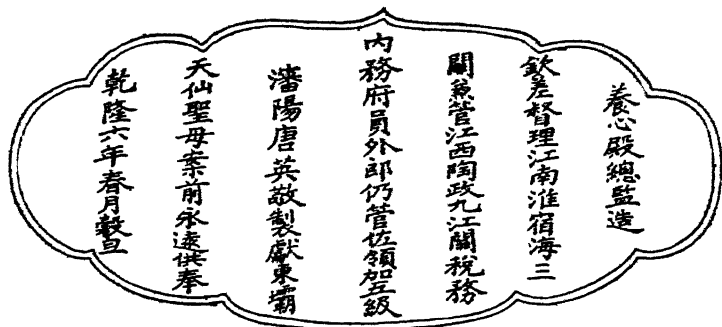 養心殿總監造
欽差督理江南淮宿海三
關兼管江西陶政九江關稅務
內務府員外郎仍管佐領加五級
瀋陽唐英敬製獻東壩
天仙聖母案前永遠供奉
乾隆六年春月穀旦